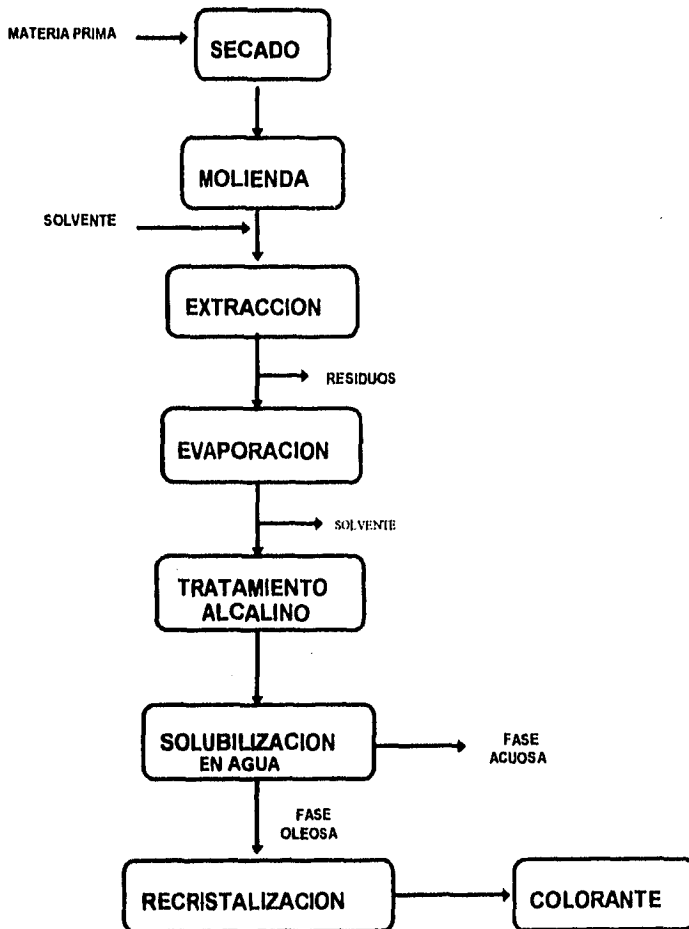 MATERIA PRIMA
SECADO
MOLIENDA
SOLVENTE
EXTRACCION
RESIDUOS
EVAPORACION
SOLVENTE
TRATAMIENTO
ALCALINO
SOLUBILIZACION
EN AGUA
FASE
ACUOSA
FASE
OLEOSA
RECRISTALIZACION
COLORANTE